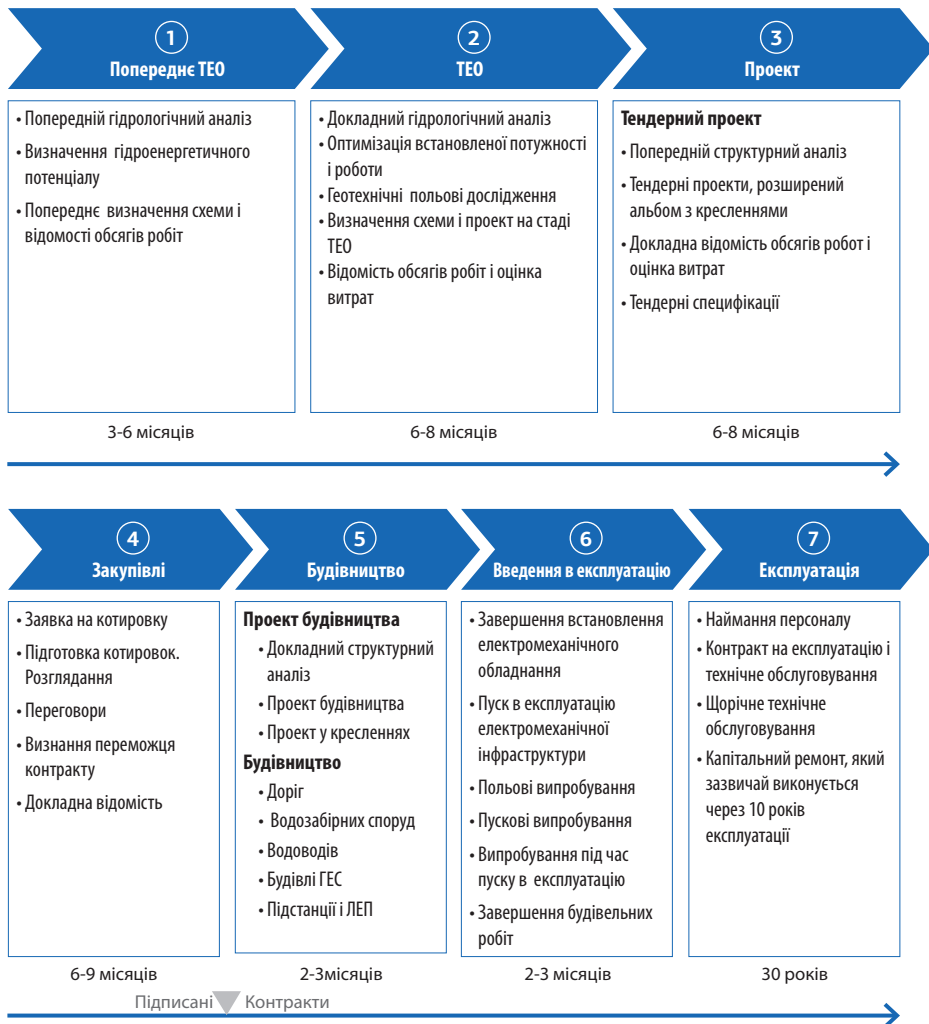 1
Попереднє ТЕО
2
ТЕО
3
Проект
• Попередній гідрологічний аналіз
• Визначення гідроенергетичного
потенціалу
• Попереднє визначення схеми і
відомості обсягів робіт
• Докладний гідрологічний аналіз
• Оптимізація встановленої потужності
і роботи
• Геотехнічні польові дослідження
• Визначення схеми і проект на стаді
ТЕО
• Відомість обсягів робіт і оцінка
витрат
Тендерний проект
• Попередній структурний аналіз
• Тендерні проекти, розширений
альбом з кресленнями
• Докладна відомість обсягів робот і
оцінка витрат
• Тендерні специфікації
3-6 місяців
6-8 місяців
6-8 місяців
4
Закупівлі
5
Будівництво
6
Введення в експлуатацію
7
Експлуатація
• Заявка на котировку
• Підготовка котировок.
Розглядання
• Переговори
• Визнання переможця
контракту
• Докладна відомість
Проект будівництва
• Докладний структурний
аналіз
• Проект будівництва
• Проект у кресленнях
Будівництво
• Доріг
• Водозабірних споруд
• Водоводів
• Будівлі ГЕС
• Підстанції і ЛЕП
• Завершення встановлення
електромеханічного
обладнання
• Пуск в експлуатацію
електромеханічної
інфраструктури
• Польові випробування
• Пускові випробування
• Випробування під час
пуску в експлуатацію
• Завершення будівельних
робіт
• Наймання персоналу
• Контракт на експлуатацію і
технічне обслуговування
• Щорічне технічне
обслуговування
• Капітальний ремонт, який
зазвичай виконується
через 10 років
експлуатації
6-9 місяців
2-3місяців
2-3 місяців
30 років
Підписані Контракти